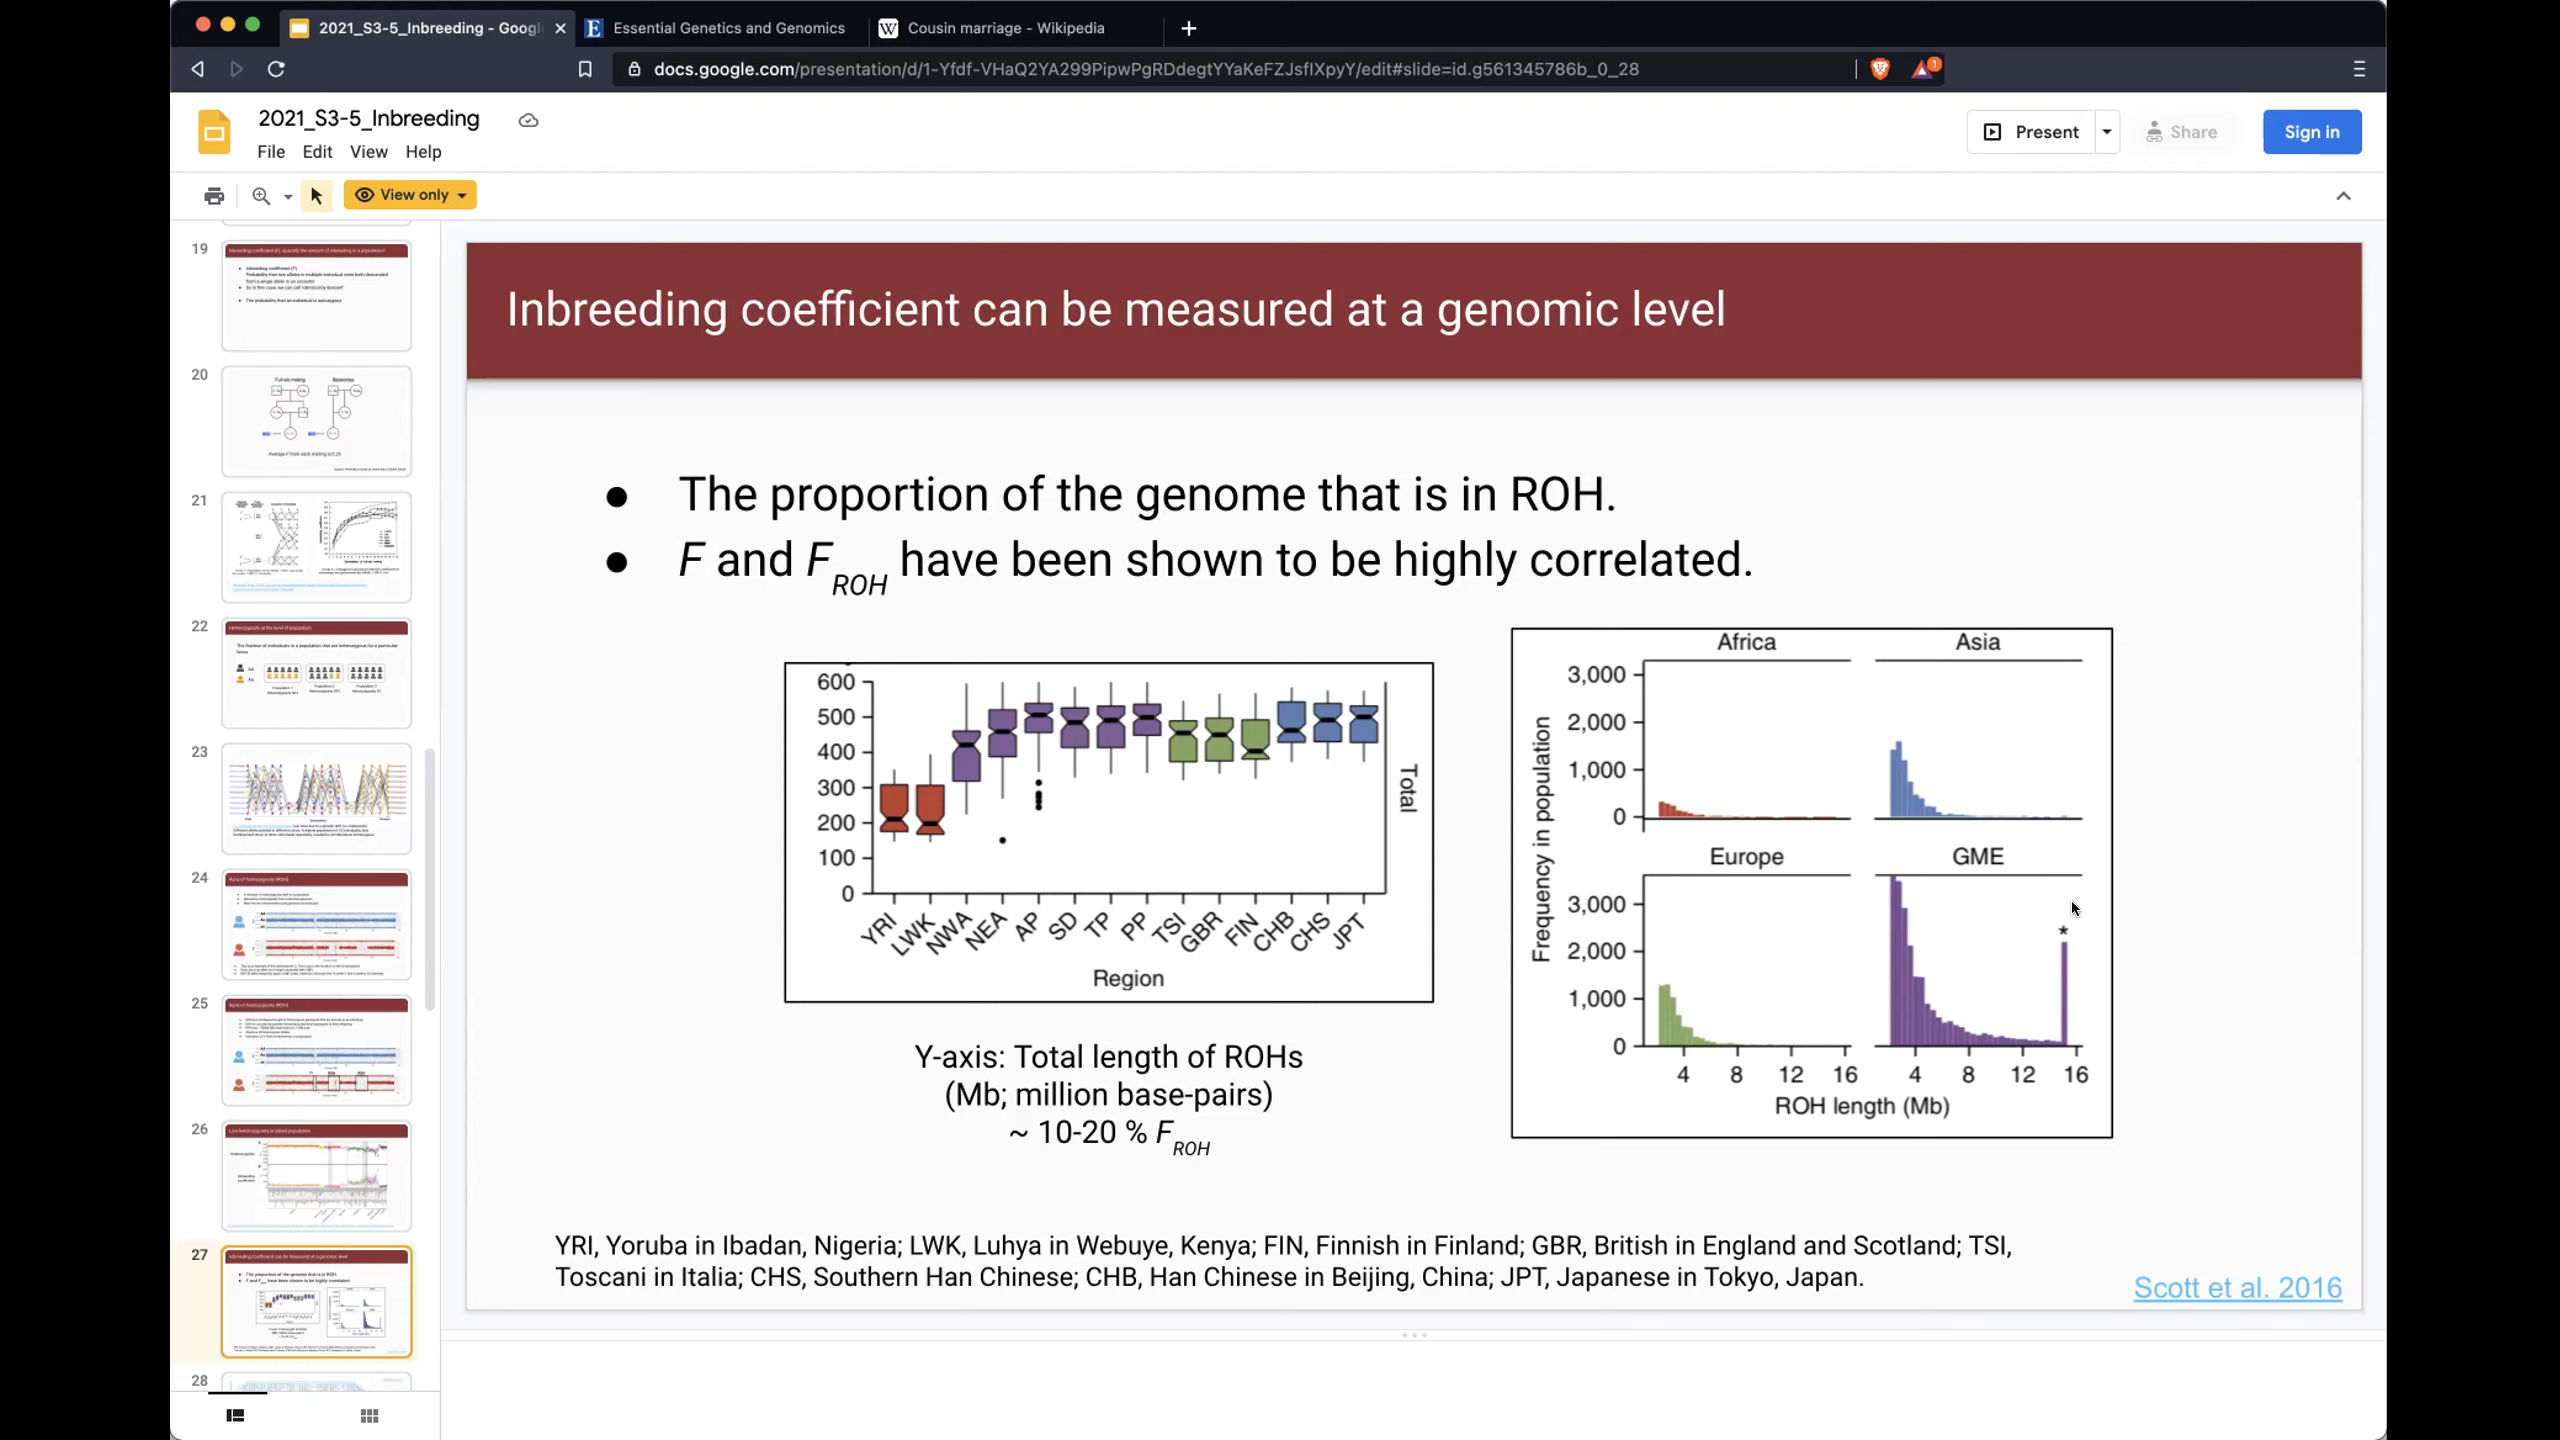 2021_S3-5_Inbreeding - Googl
Essential Genetics and Genomics
Cousin marriage - Wikipedia
docs.google.com/presentation/d/1-Yfdf-VHaQ2YA299PipwPgRDdegtYYaKeFZJsflXpyY/edit#slide=id.g561345786b_0_28
1
2021_S3-5_Inbreeding
File Edit View Help
Present
Share
Sign in
View only
19
20
21
22
23
24
25
26
27
28
Inbreeding coefficient can be measured at a genomic level
● The proportion of the genome that is in ROH.
● F and F ROH have been shown to be highly correlated.
600
500
400
300
200
100
0
YRI LWK NWA NEA AP SD TP PP TSI GBR FIN CHB CHS JPT
Region
Total
Y-axis: Total length of ROHs
(Mb; million base-pairs)
~ 10-20 % F ROH
Africa Asia
3,000
2,000
1,000
0
Europe GME
3,000
2,000
1,000
0
*
4 8 12 16 4 8 12 16
ROH length (Mb)
Frequency in population
YRI, Yoruba in Ibadan, Nigeria; LWK, Luhya in Webuye, Kenya; FIN, Finnish in Finland; GBR, British in England and Scotland; TSI,
Toscani in Italia; CHS, Southern Han Chinese; CHB, Han Chinese in Beijing, China; JPT, Japanese in Tokyo, Japan.
Scott et al. 2016